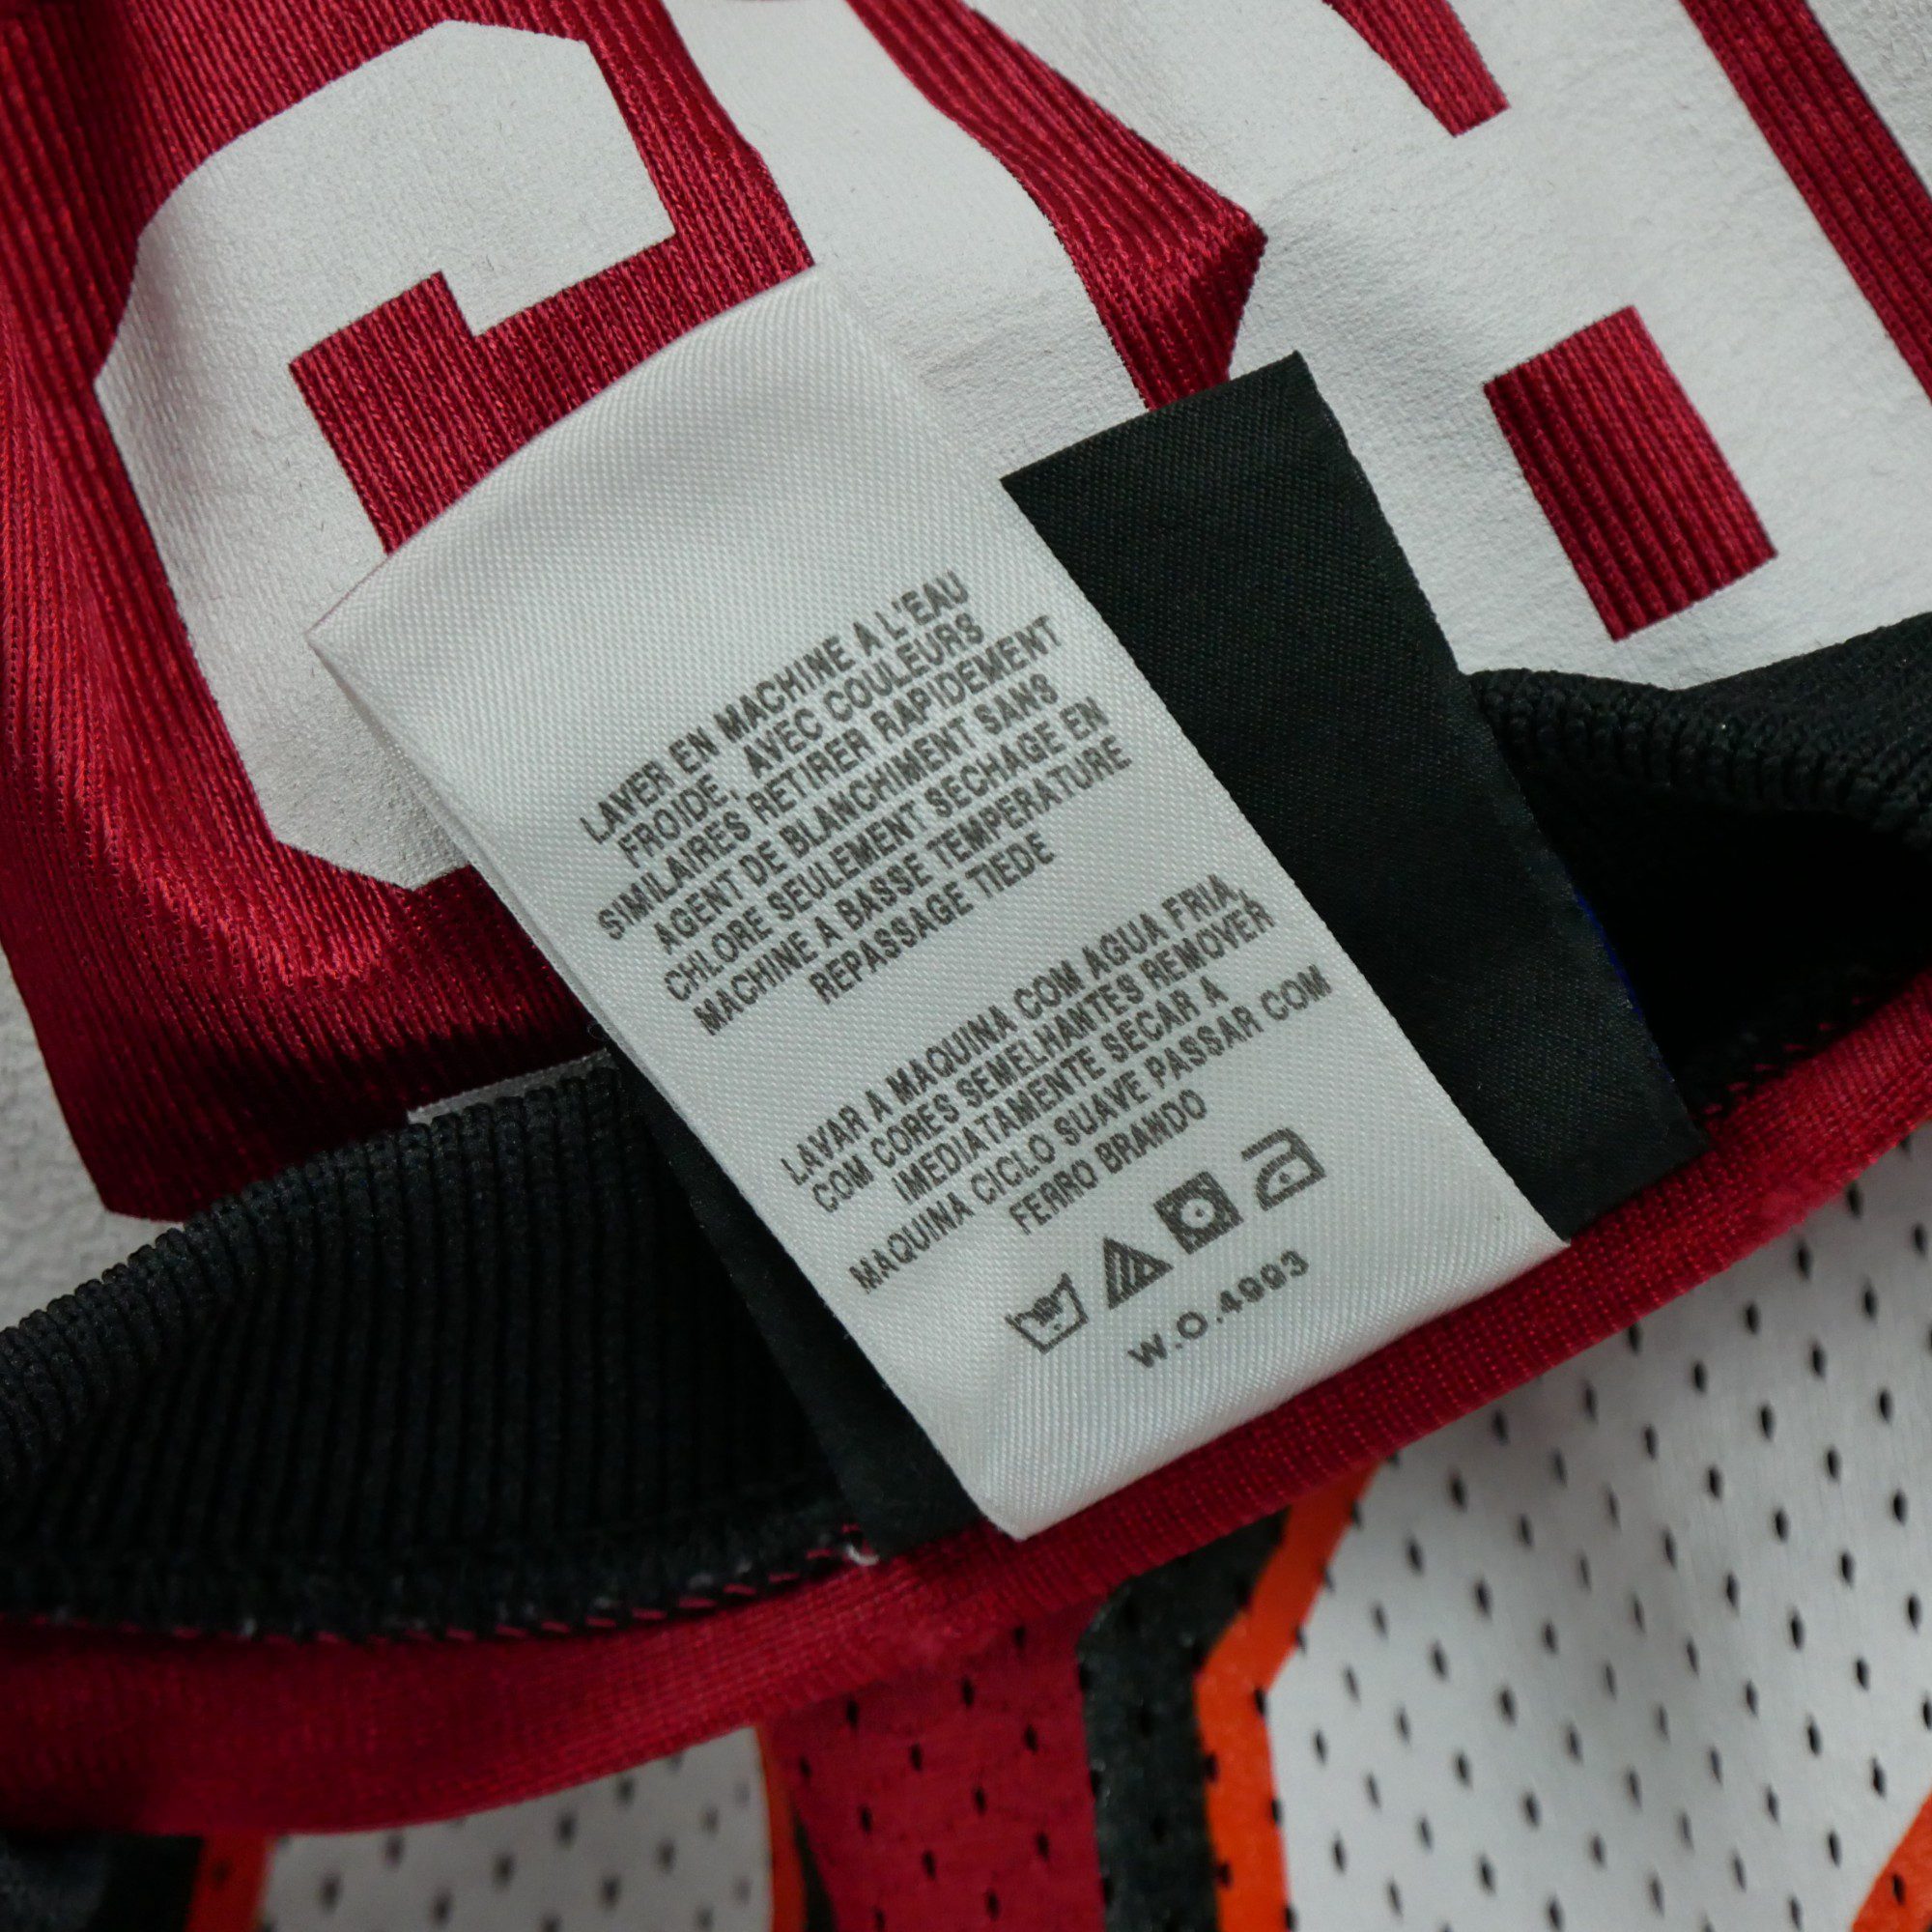 LAVER EN MACHINE A L'EAU
FROIDE, AVEC COULEURS
SIMILAIRES RETIRER RAPIDEMENT
AGENT DE BLANCHIMENT SANS
CHLORE SEULEMENT SECHAGE EN
MACHINE A BASSE TEMPERATURE
REPASSAGE TIEDE
LAVAR A MAQUINA COM AGUA FRIA,
COM CORES SEMELHANTES REMOVER
IMEDIATAMENTE SECAR A
MAQUINA CICLO SUAVE PASSAR COM
FERRO BRANDO
W.O.4993